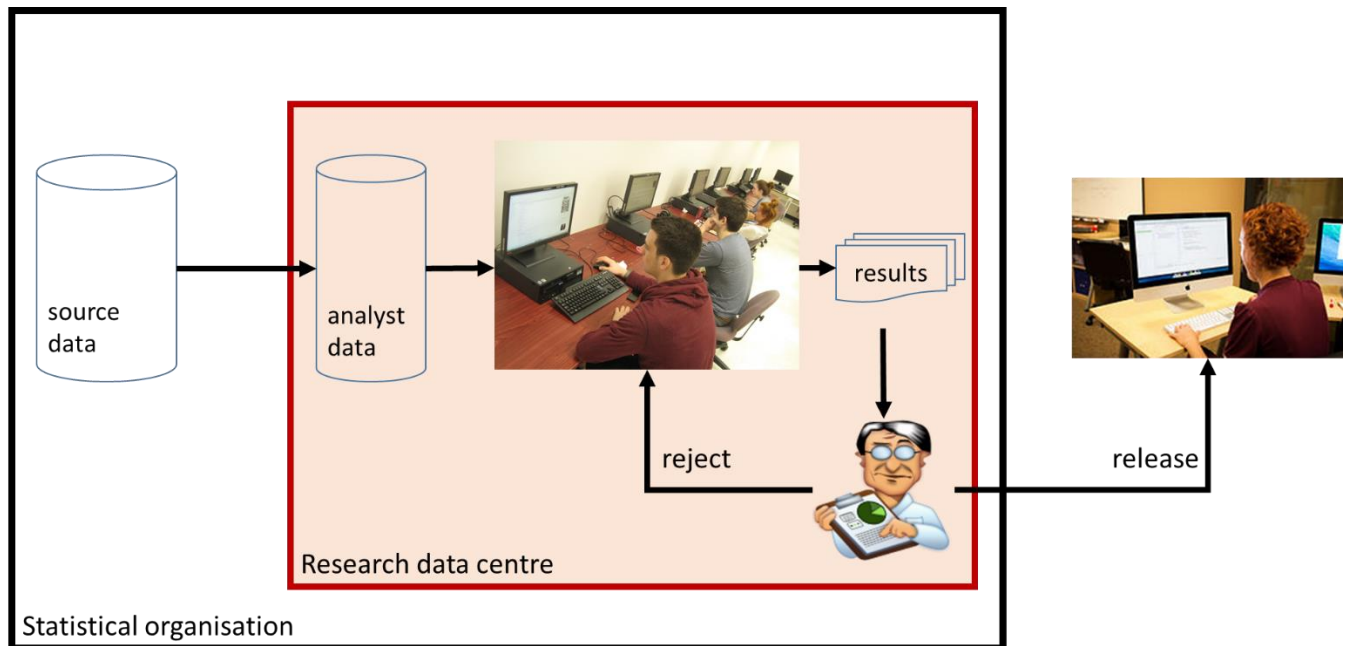 source
data
analyst
data
results
reject
release
Research data centre
Statistical organisation